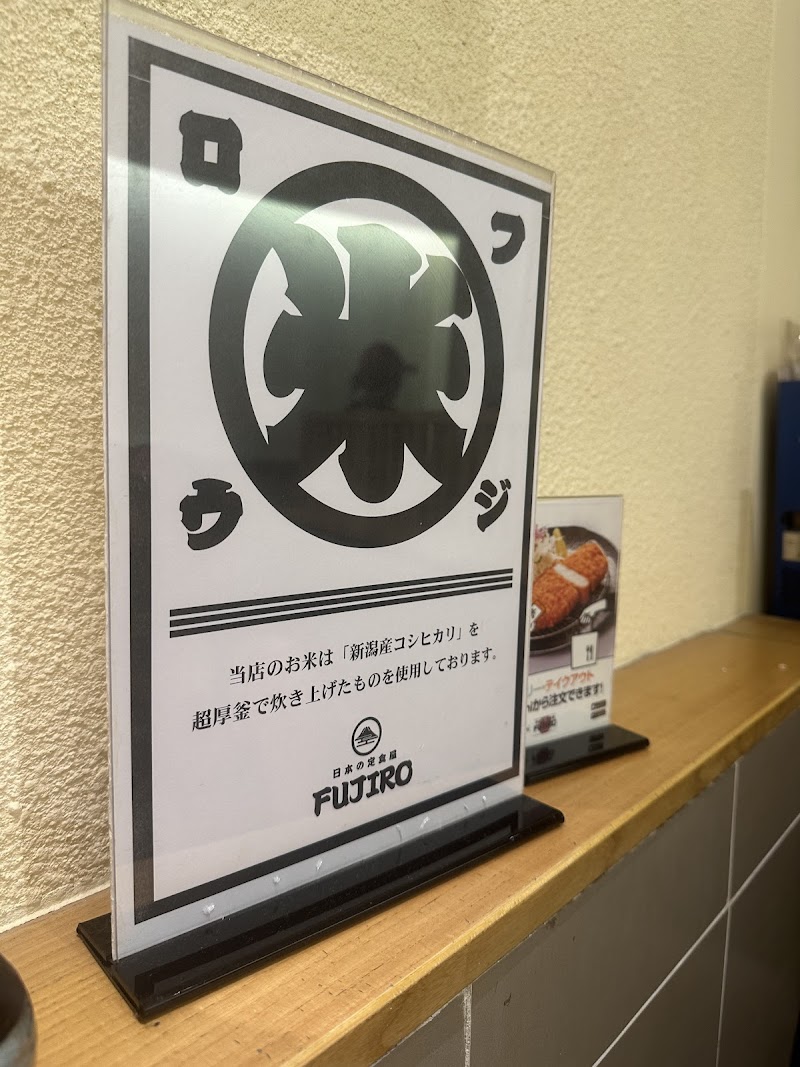 フ
ジ
ロ
ウ
米
当店のお米は「新潟産コシヒカリ」を
超厚釜で炊き上げたものを使用しております。
日本の定食屋
FUJIRO
テイクアウト
から注文できます!